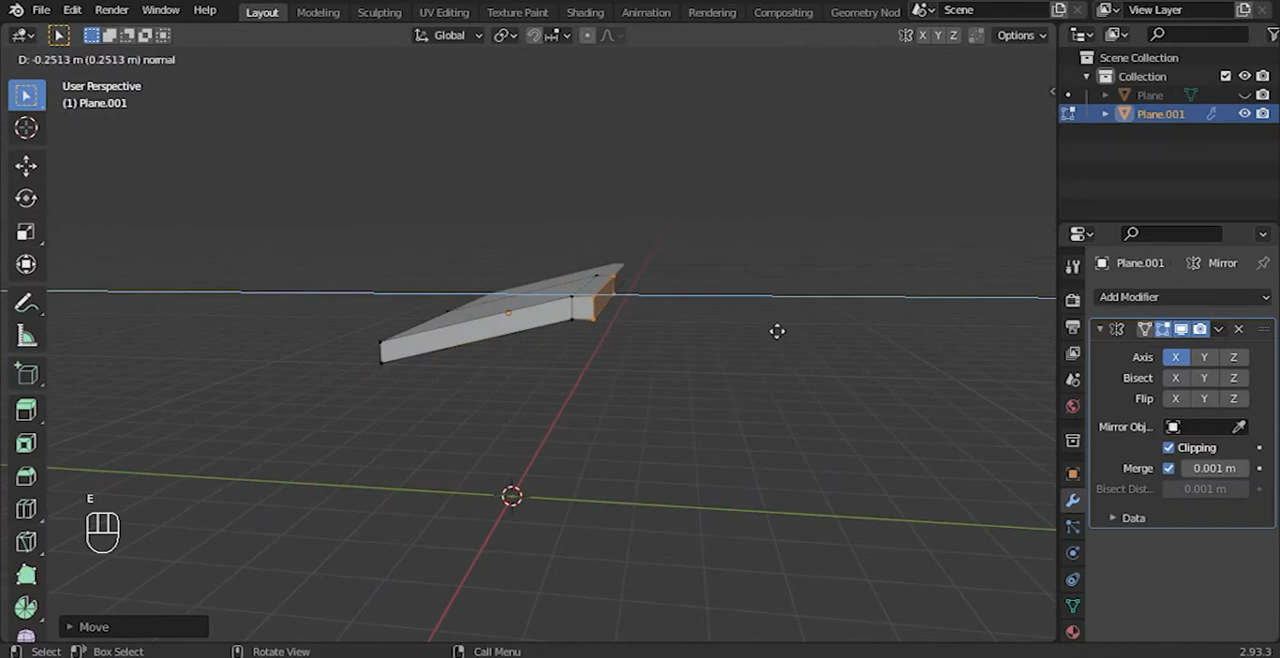 File Edit Render Window Help Layout Modeling Sculpting UV Editing Texture Paint Shading Animation Rendering Compositing Geometry Nod Scene View Layer
Global X Y Z Options
D: -0.2513 m (0.2513 m) normal
User Perspective
(1) Plane.001
Scene Collection
Collection
Plane
Plane.001
Plane.001 Mirror
Add Modifier
Axis X Y Z
Bisect X Y Z
Flip X Y Z
Mirror Obj...
Clipping
Merge 0.001 m
Bisect Dist... 0.001 m
Data
E
Move
Select Box Select Rotate View Call Menu 2.93.3